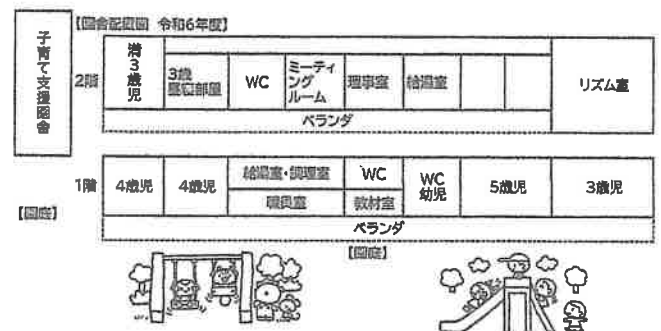 【園舎配置図 令和6年度】
子育て支援園舎
2階
満3歳児
3歳
昼寝部屋
WC
ミーティングルーム
理事室
給湯室
リズム室
ベランダ
1階
4歳児
4歳児
給湯室・調理室
職員室
WC
教材室
WC
幼児
5歳児
3歳児
【園庭】
ベランダ
【園庭】